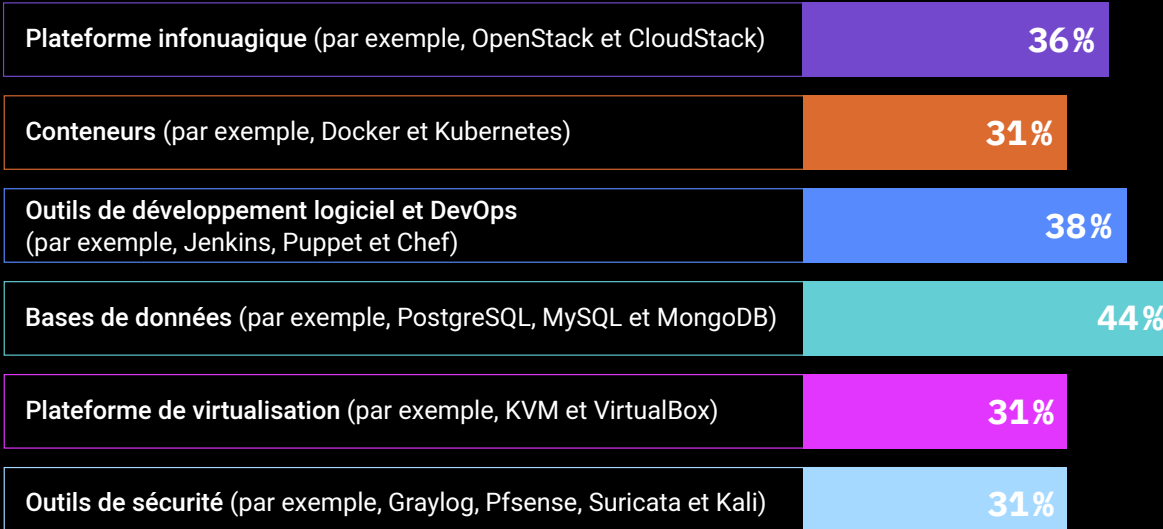 Plateforme infonuagique (par exemple, OpenStack et CloudStack) 36%
Conteneurs (par exemple, Docker et Kubernetes) 31%
Outils de développement logiciel et DevOps
(par exemple, Jenkins, Puppet et Chef) 38%
Bases de données (par exemple, PostgreSQL, MySQL et MongoDB) 44%
Plateforme de virtualisation (par exemple, KVM et VirtualBox) 31%
Outils de sécurité (par exemple, Graylog, Pfsense, Suricata et Kali) 31%